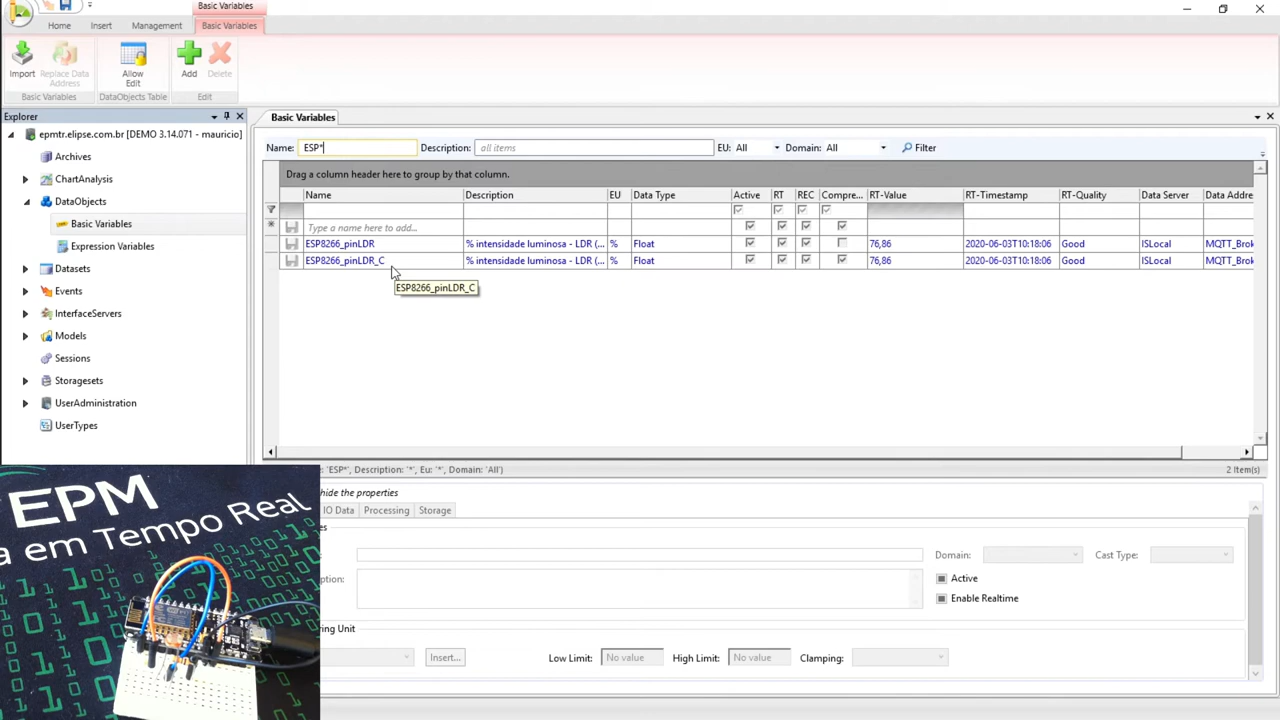 Basic Variables
Home Insert Management Basic Variables
Import Replace Data Address Allow Edit Add Delete
Basic Variables DataObjects Table Edit
Explorer
Basic Variables
epmtr.elipse.com.br [DEMO 3.14.071 - mauricio]
Archives
ChartAnalysis
DataObjects
Basic Variables
Expression Variables
Datasets
Events
InterfaceServers
Models
Sessions
Storagesets
UserAdministration
UserTypes
Name: ESP* Description: all items EU: All Domain: All Filter
Drag a column header here to group by that column.
Name Description EU Data Type Active RT REC Compre... RT-Value RT-Timestamp RT-Quality Data Server Data Addre
Type a name here to add...
ESP8266_pinLDR % intensidade luminosa - LDR (... % Float 76,86 2020-06-03T10:18:06 Good ISLocal MQTT_Brok
ESP8266_pinLDR_C % intensidade luminosa - LDR (... % Float 76,86 2020-06-03T10:18:06 Good ISLocal MQTT_Brok
ESP8266_pinLDR_C
: 'ESP*', Description: '*', Eu: '*', Domain: 'All') 2 Item(s)
hide the properties
IO Data Processing Storage
Domain: Cast Type:
ption: Active
Enable Realtime
ring Unit
Insert... Low Limit: No value High Limit: No value Clamping:
EPM
a em Tempo Real